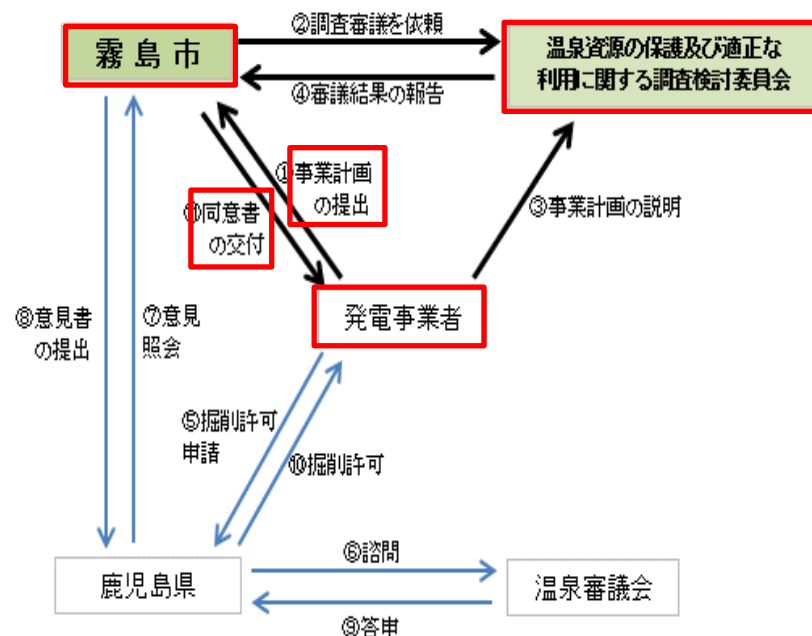 ②調査審議を依頼
霧島市
温泉資源の保護及び適正な
利用に関する調査検討委員会
④審議結果の報告
①事業計画
の提出
⑪同意書
の交付
③事業計画の説明
発電事業者
⑧意見書
の提出
⑦意見
照会
⑤掘削許可
申請
⑩掘削許可
鹿児島県
⑥諮問
温泉審議会
⑨答申